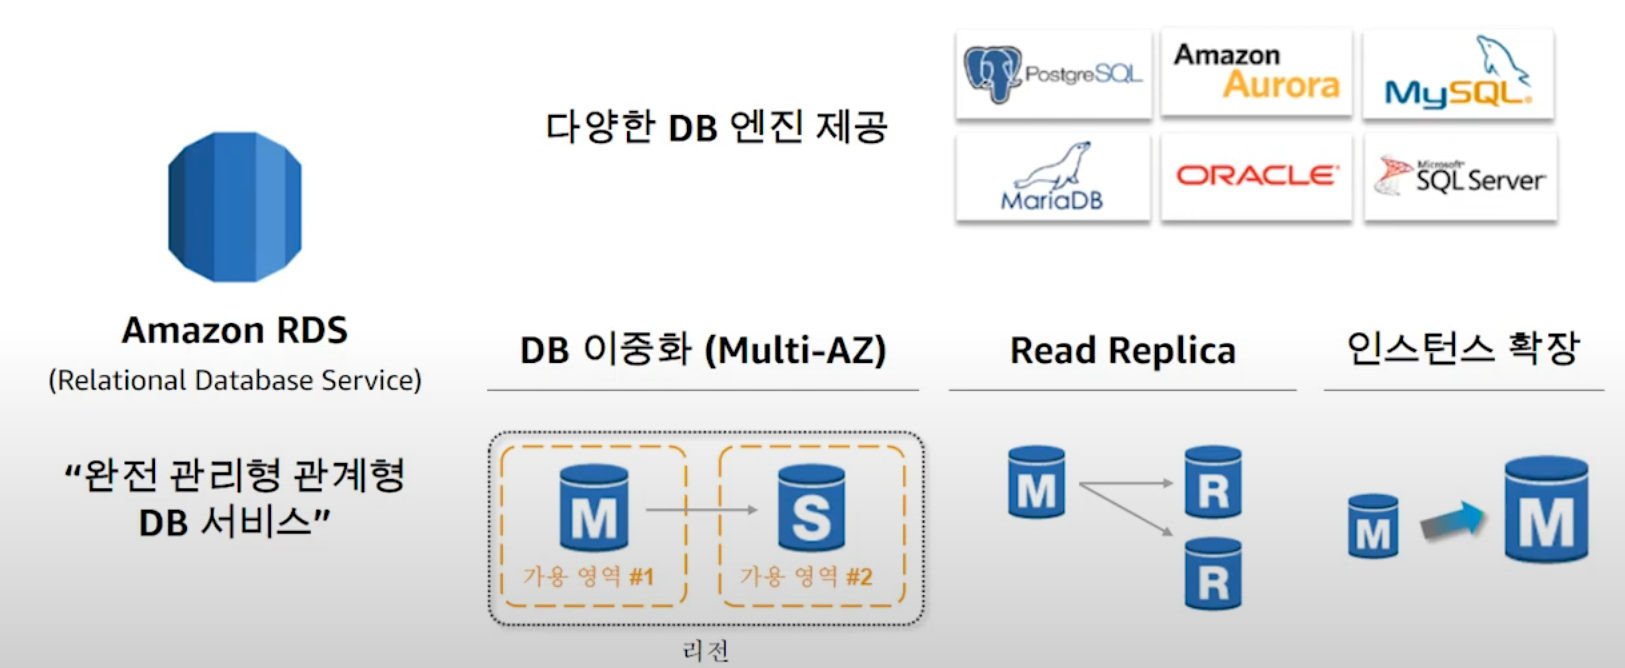 Amazon RDS
(Relational Database Service)
“완전 관리형 관계형
DB 서비스”
다양한 DB 엔진 제공
PostgreSQL
Amazon
Aurora
MySQL®
MariaDB
ORACLE®
Microsoft®
SQL Server
DB 이중화 (Multi-AZ)
M
S
가용 영역 #1
가용 영역 #2
리전
Read Replica
M
R
R
인스턴스 확장
M
M